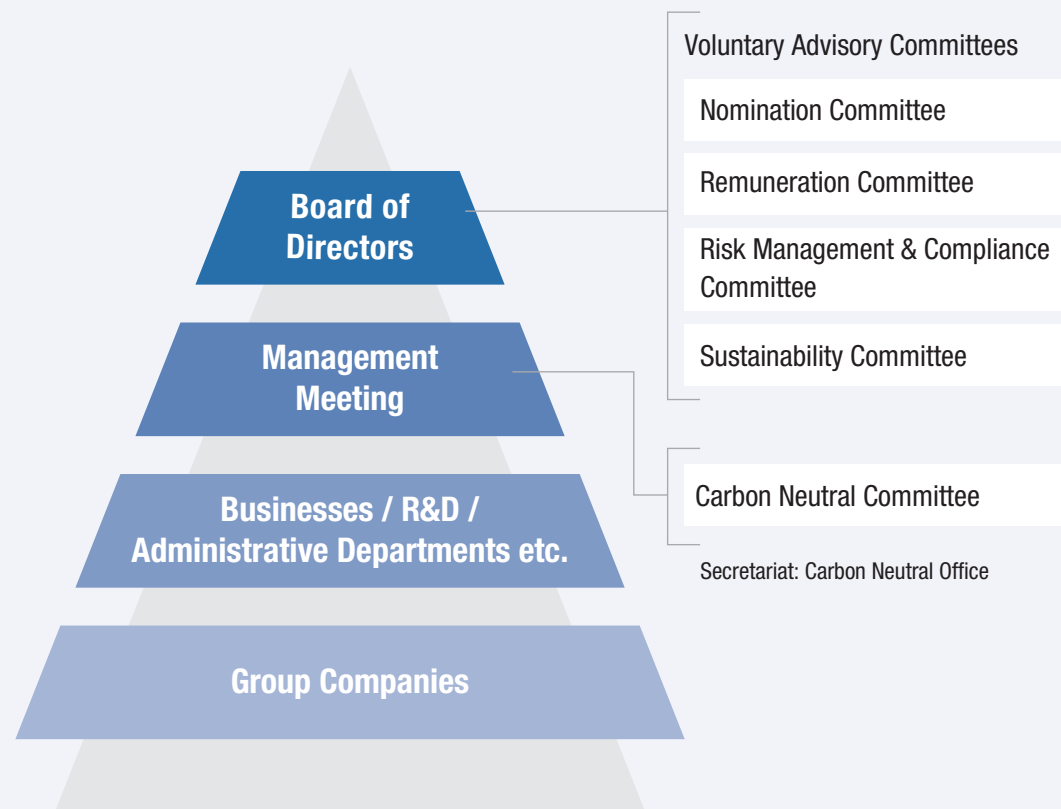 Board of
Directors
Management
Meeting
Businesses / R&D /
Administrative Departments etc.
Group Companies
Voluntary Advisory Committees
Nomination Committee
Remuneration Committee
Risk Management & Compliance
Committee
Sustainability Committee
Carbon Neutral Committee
Secretariat: Carbon Neutral Office